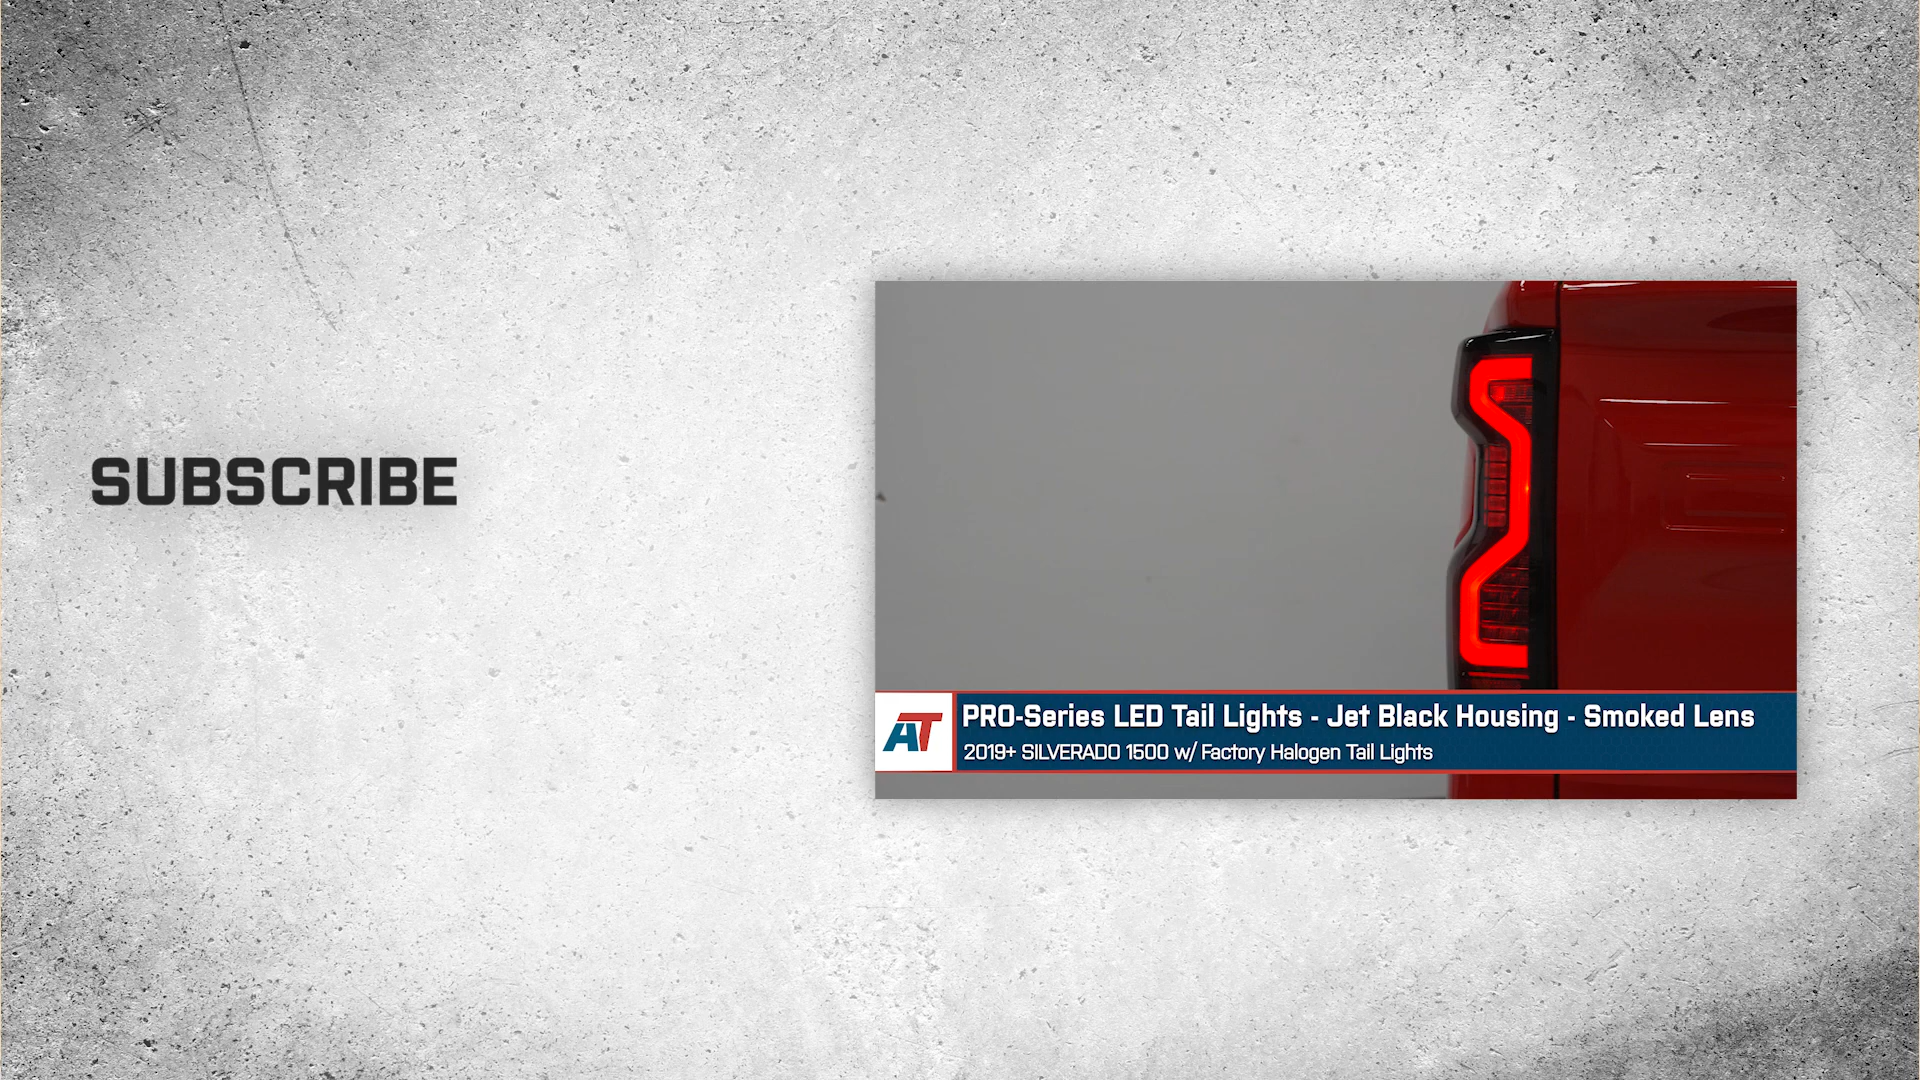 SUBSCRIBE
AT
PRO-Series LED Tail Lights - Jet Black Housing - Smoked Lens
2019+ SILVERADO 1500 w/ Factory Halogen Tail Lights